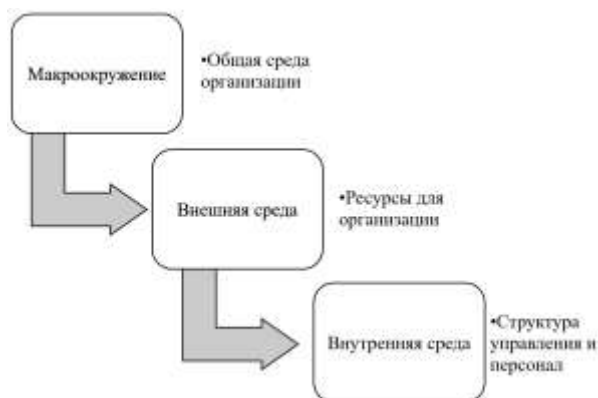 Макроокружение
•Общая среда
организации
Внешняя среда
•Ресурсы для
организации
Внутренняя среда
•Структура
управления и
персонал